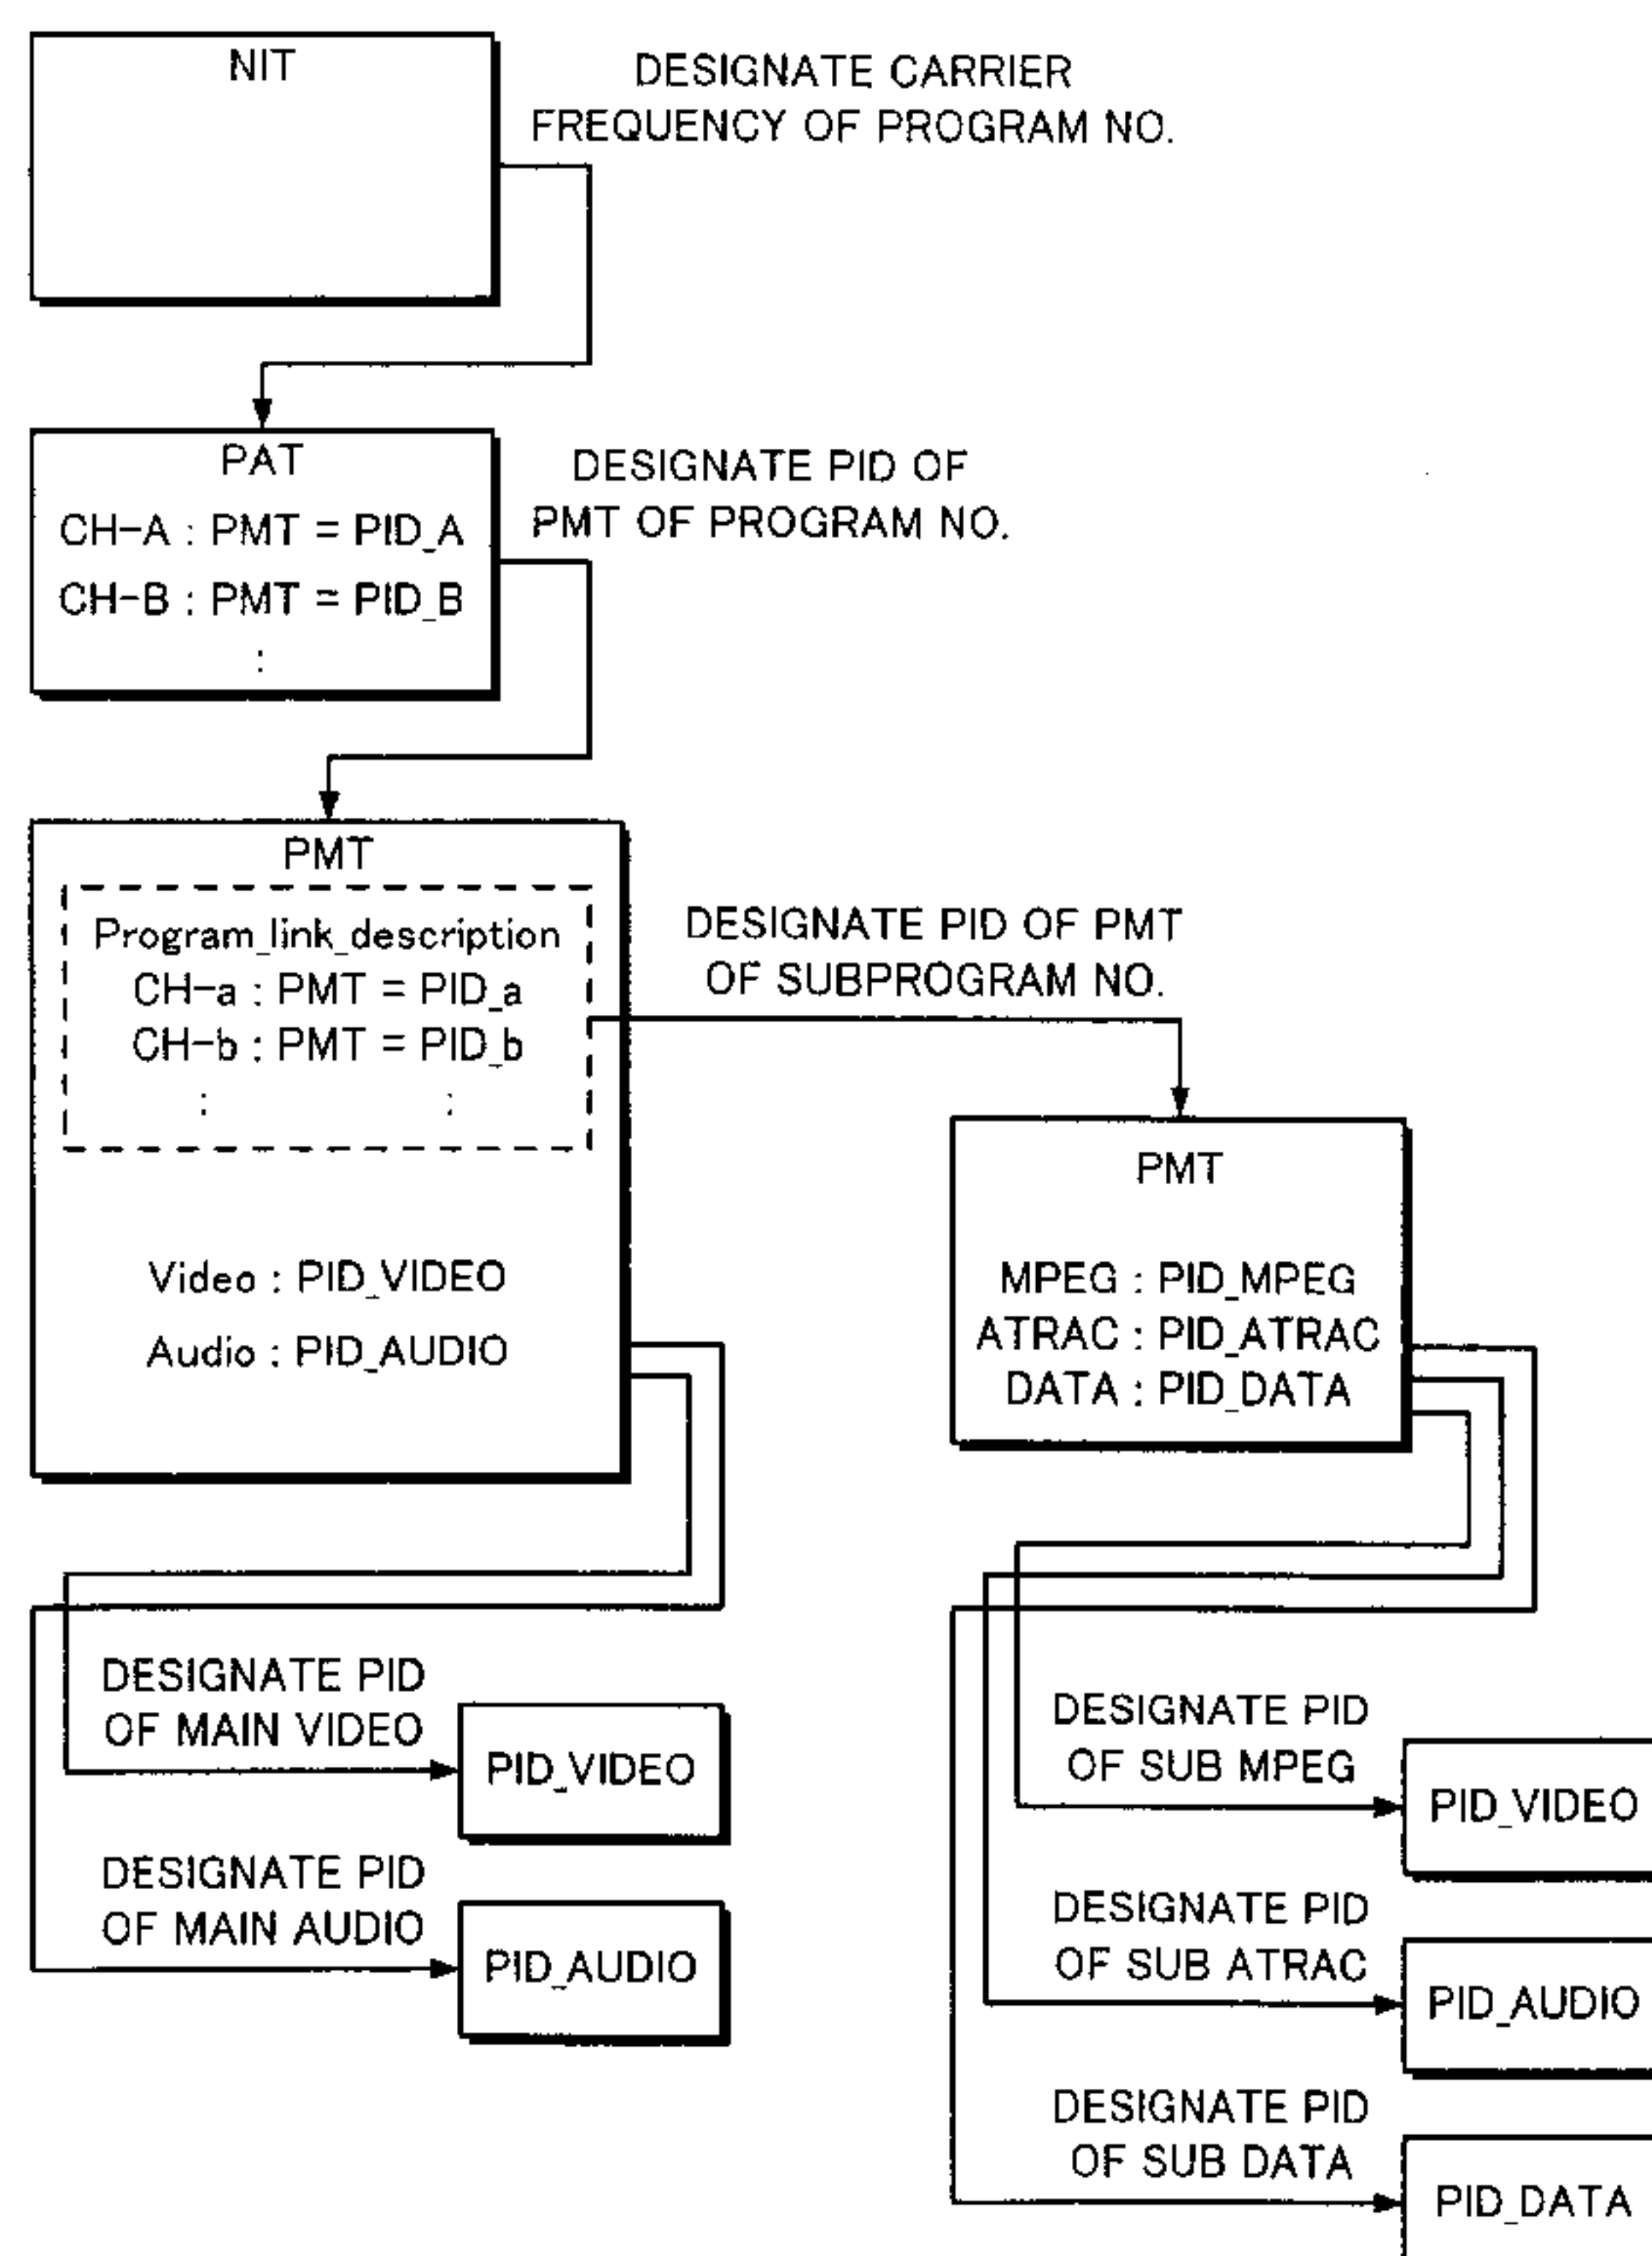 NIT
DESIGNATE CARRIER
FREQUENCY OF PROGRAM NO.
PAT
CH-A : PMT = PID_A
CH-B : PMT = PID_B
:
DESIGNATE PID OF
PMT OF PROGRAM NO.
PMT
Program_link_description
CH-a : PMT = PID_a
CH-b : PMT = PID_b
: :
Video : PID_VIDEO
Audio : PID_AUDIO
DESIGNATE PID OF PMT
OF SUBPROGRAM NO.
PMT
MPEG : PID_MPEG
ATRAC : PID_ATRAC
DATA : PID_DATA
DESIGNATE PID
OF MAIN VIDEO
PID_VIDEO
DESIGNATE PID
OF MAIN AUDIO
PID_AUDIO
DESIGNATE PID
OF SUB MPEG
PID_VIDEO
DESIGNATE PID
OF SUB ATRAC
PID_AUDIO
DESIGNATE PID
OF SUB DATA
PID_DATA